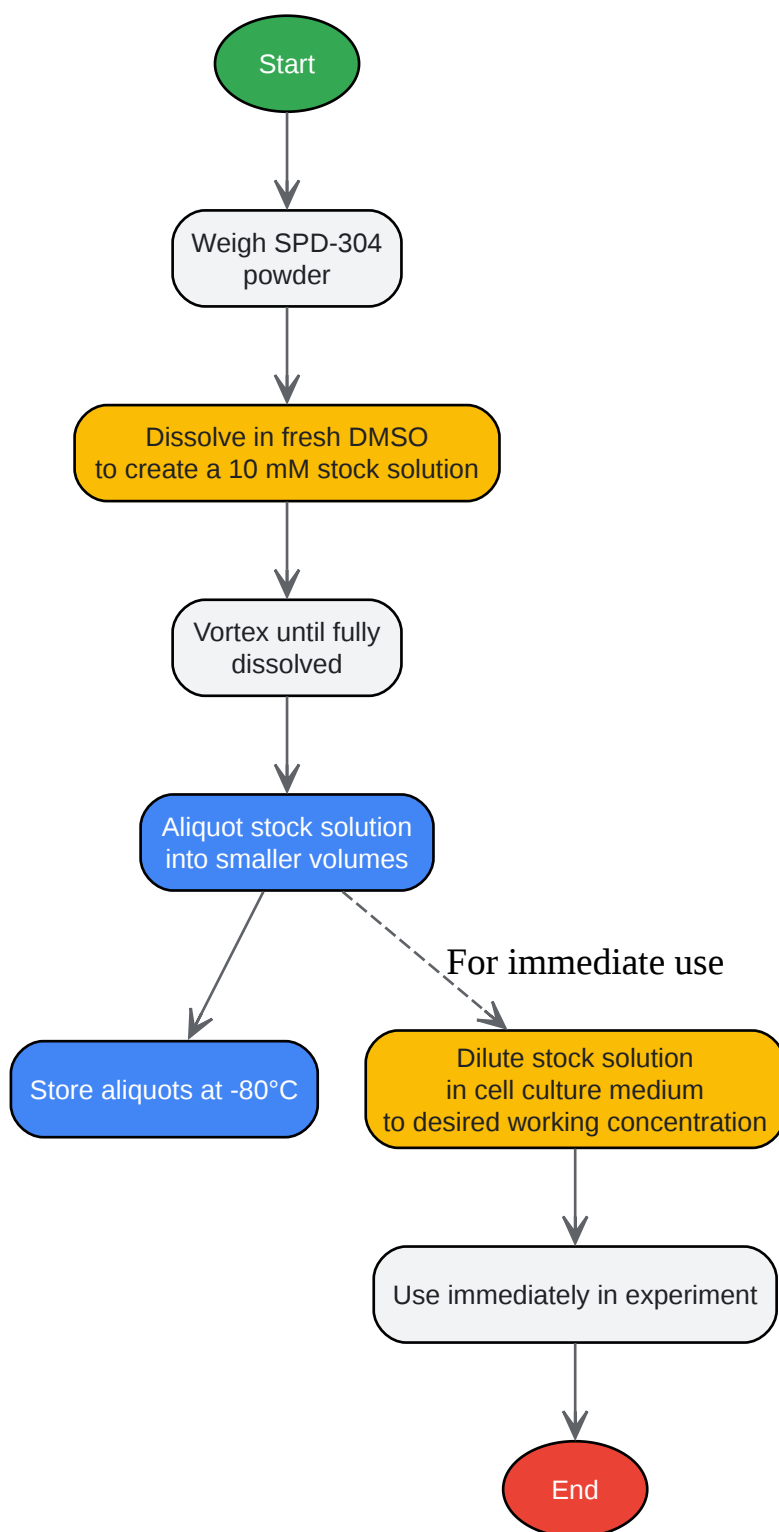 Start
Weigh SPD-304
powder
Dissolve in fresh DMSO
to create a 10 mM stock solution
Vortex until fully
dissolved
Aliquot stock solution
into smaller volumes
For immediate use
Store aliquots at -80°C
Dilute stock solution
in cell culture medium
to desired working concentration
Use immediately in experiment
End